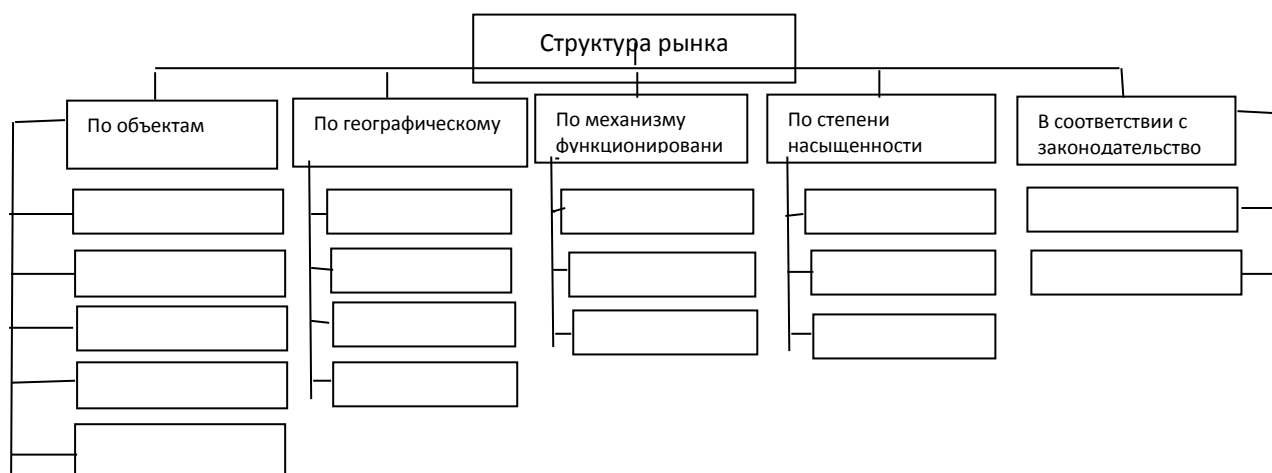 Структура рынка
По объектам
По географическому
По механизму
функционировани
По степени
насыщенности
В соответствии с
законодательство